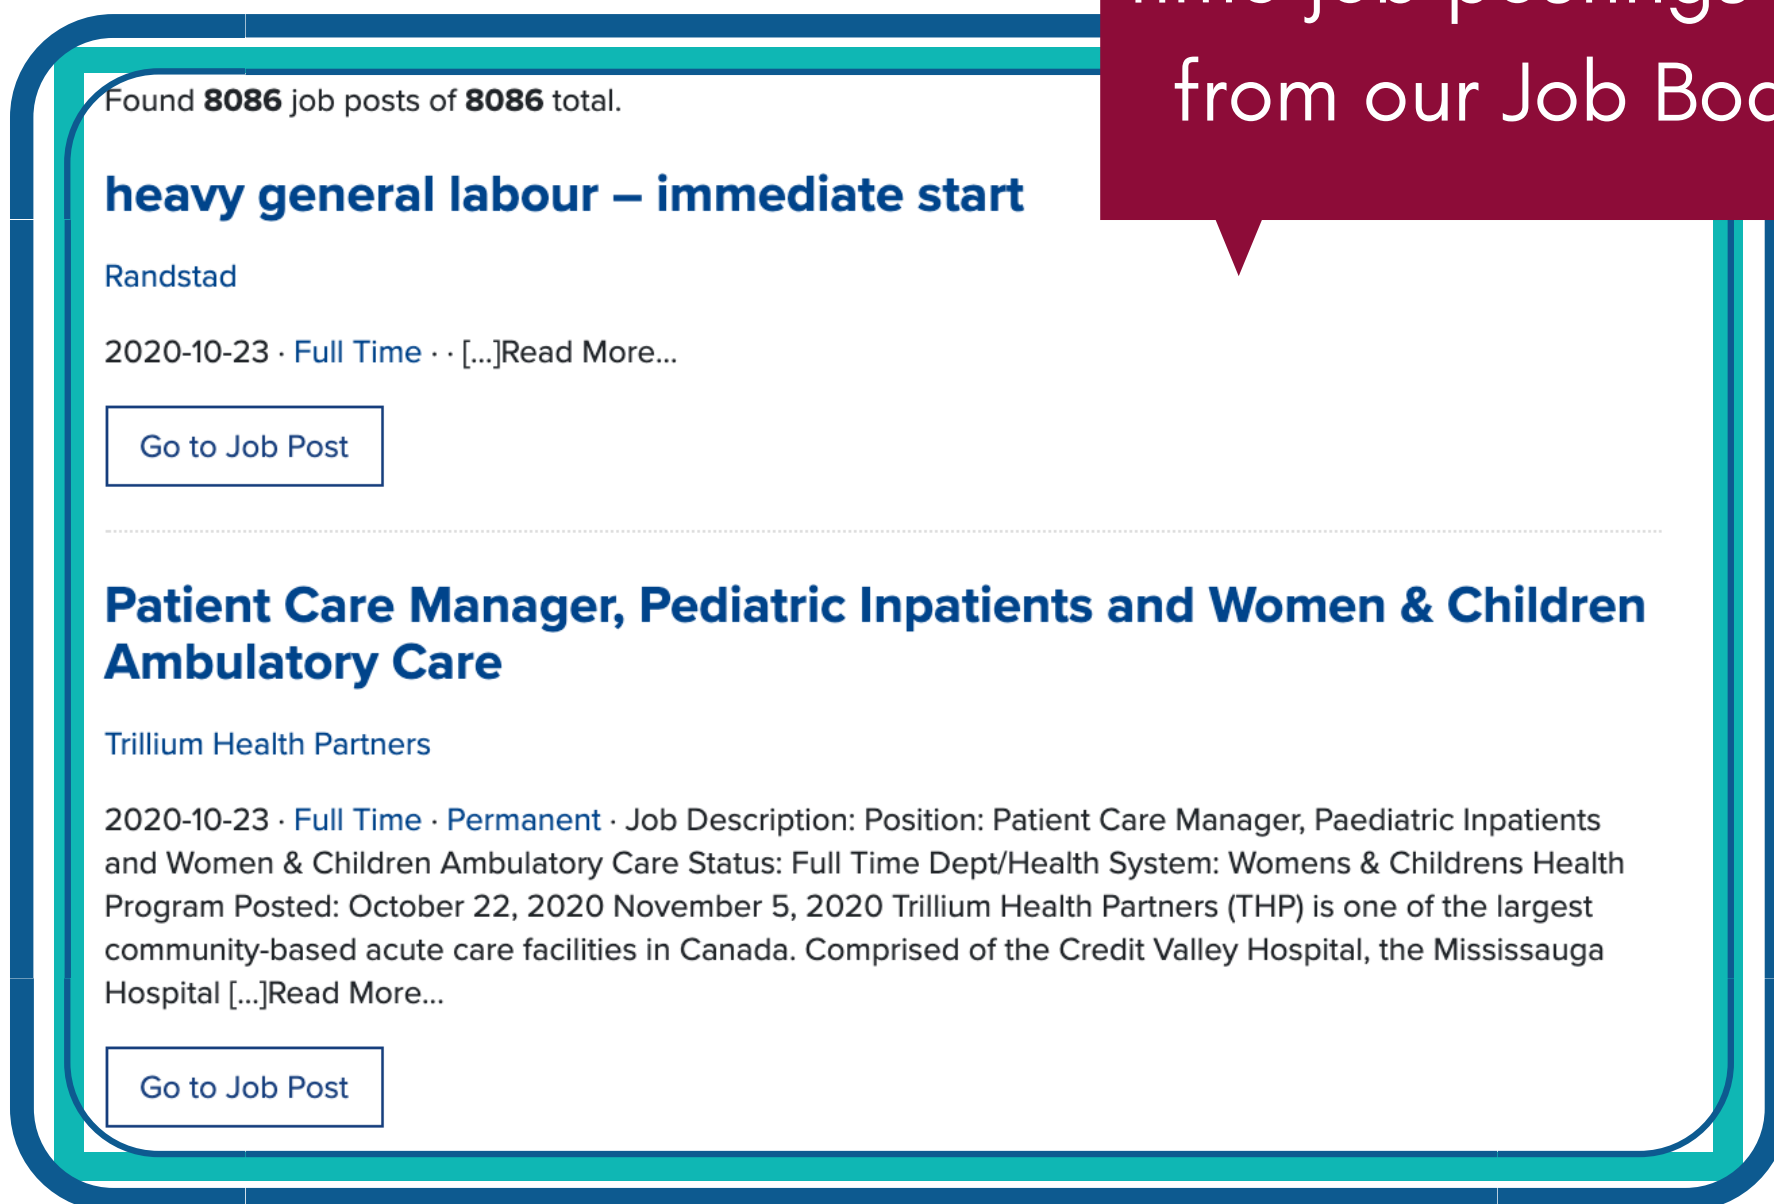 job postings
from our Job
Found 8086 job posts of 8086 total.
heavy general labour – immediate start
Randstad
2020-10-23 · Full Time · · [...]Read More...
Go to Job Post
Patient Care Manager, Pediatric Inpatients and Women & Children
Ambulatory Care
Trillium Health Partners
2020-10-23 · Full Time · Permanent · Job Description: Position: Patient Care Manager, Paediatric Inpatients
and Women & Children Ambulatory Care Status: Full Time Dept/Health System: Womens & Childrens Health
Program Posted: October 22, 2020 November 5, 2020 Trillium Health Partners (THP) is one of the largest
community-based acute care facilities in Canada. Comprised of the Credit Valley Hospital, the Mississauga
Hospital [...]Read More...
Go to Job Post